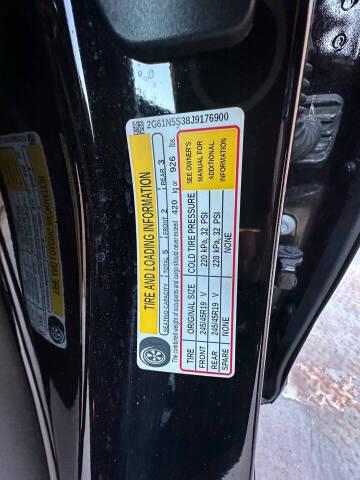 2G61N5S38J9176900
TIRE AND LOADING INFORMATION
SEATING CAPACITY TOTAL 5 FRONT 2 REAR 3
The combined weight of occupants and cargo should never exceed 420 kg or 926 lbs.
TIRE ORIGINAL SIZE COLD TIRE PRESSURE
FRONT 245/45R19 V 220 kPa, 32 PSI
REAR 245/45R19 V 220 kPa, 32 PSI
SPARE NONE NONE
SEE OWNER'S
MANUAL FOR
ADDITIONAL
INFORMATION